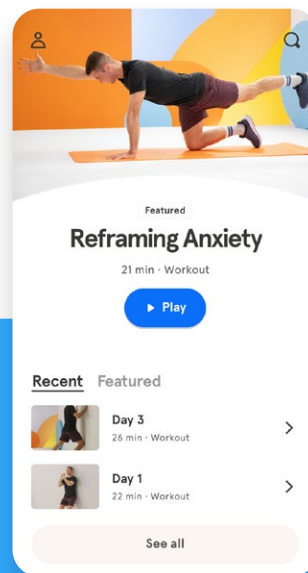 Featured
Reframing Anxiety
21 min · Workout
Play
Recent Featured
Day 3
26 min · Workout
Day 1
22 min · Workout
See all